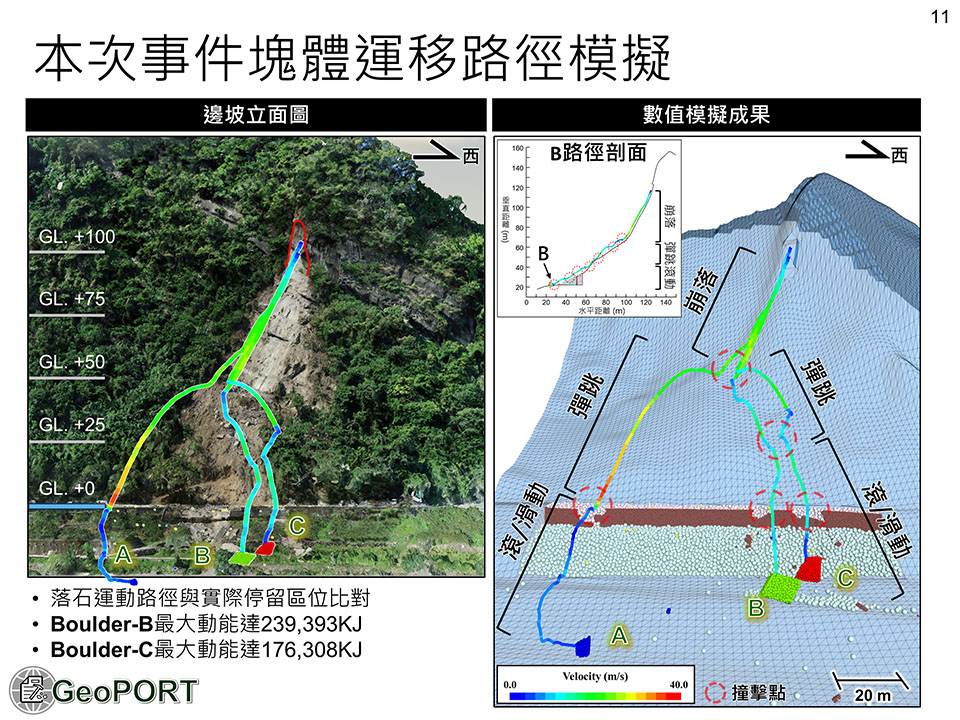 11
本次事件塊體運移路徑模擬
邊坡立面圖
西
GL. +100
GL. +75
GL. +50
GL. +25
GL. +0
A
B
C
數值模擬成果
西
B路徑剖面
垂直距離 (m)
160
140
120
100
80
60
40
20
0 20 40 60 80 100 120 140
水平距離 (m)
B
崩落
彈跳
滾動
崩落
彈跳
彈跳
滾/滑動
滾/滑動
A
B
C
Velocity (m/s)
0.0
40.0
撞擊點
20 m
• 落石運動路徑與實際停留區位比對
• Boulder-B最大動能達239,393KJ
• Boulder-C最大動能達176,308KJ
GeoPORT